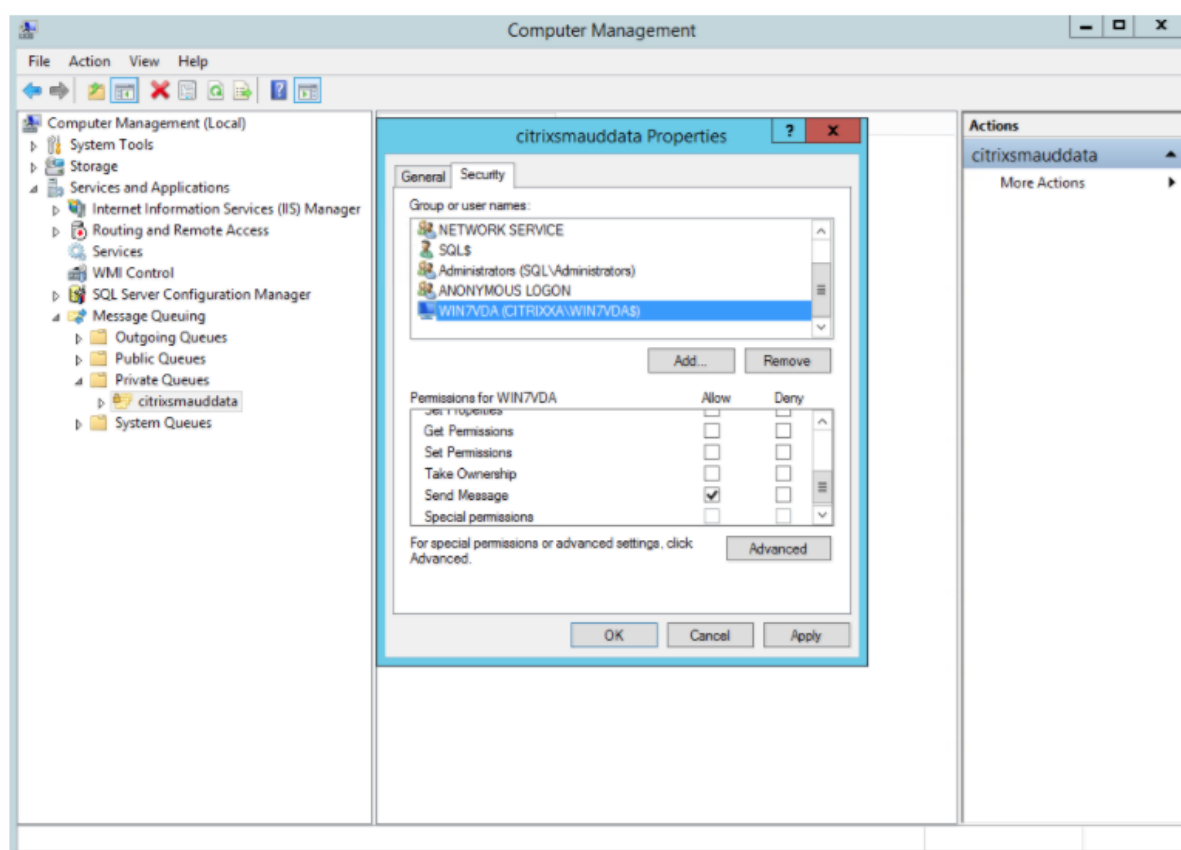 Computer Management
File Action View Help
Computer Management (Local)
System Tools
Storage
Services and Applications
Internet Information Services (IIS) Manager
Routing and Remote Access
Services
WMI Control
SQL Server Configuration Manager
Message Queuing
Outgoing Queues
Public Queues
Private Queues
citrixsmauddata
System Queues
citrixsmauddata Properties
General Security
Group or user names:
NETWORK SERVICE
SQL$
Administrators (SQL\Administrators)
ANONYMOUS LOGON
WIN7VDA (CITRIXXA\WIN7VDA$)
Add... Remove
Permissions for WIN7VDA Allow Deny
Set Properties
Get Permissions
Set Permissions
Take Ownership
Send Message
Special permissions
For special permissions or advanced settings, click
Advanced.
Advanced
OK Cancel Apply
Actions
citrixsmauddata
More Actions